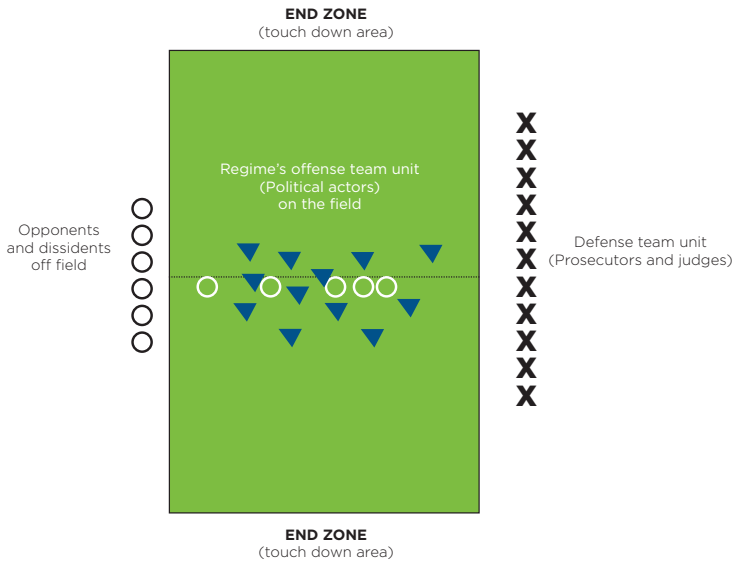 END ZONE
(touch down area)
Regime's offense team unit
(Political actors)
on the field
Opponents
and dissidents
off field
Defense team unit
(Prosecutors and judges)
X
X
X
X
X
X
X
X
X
X
X
END ZONE
(touch down area)